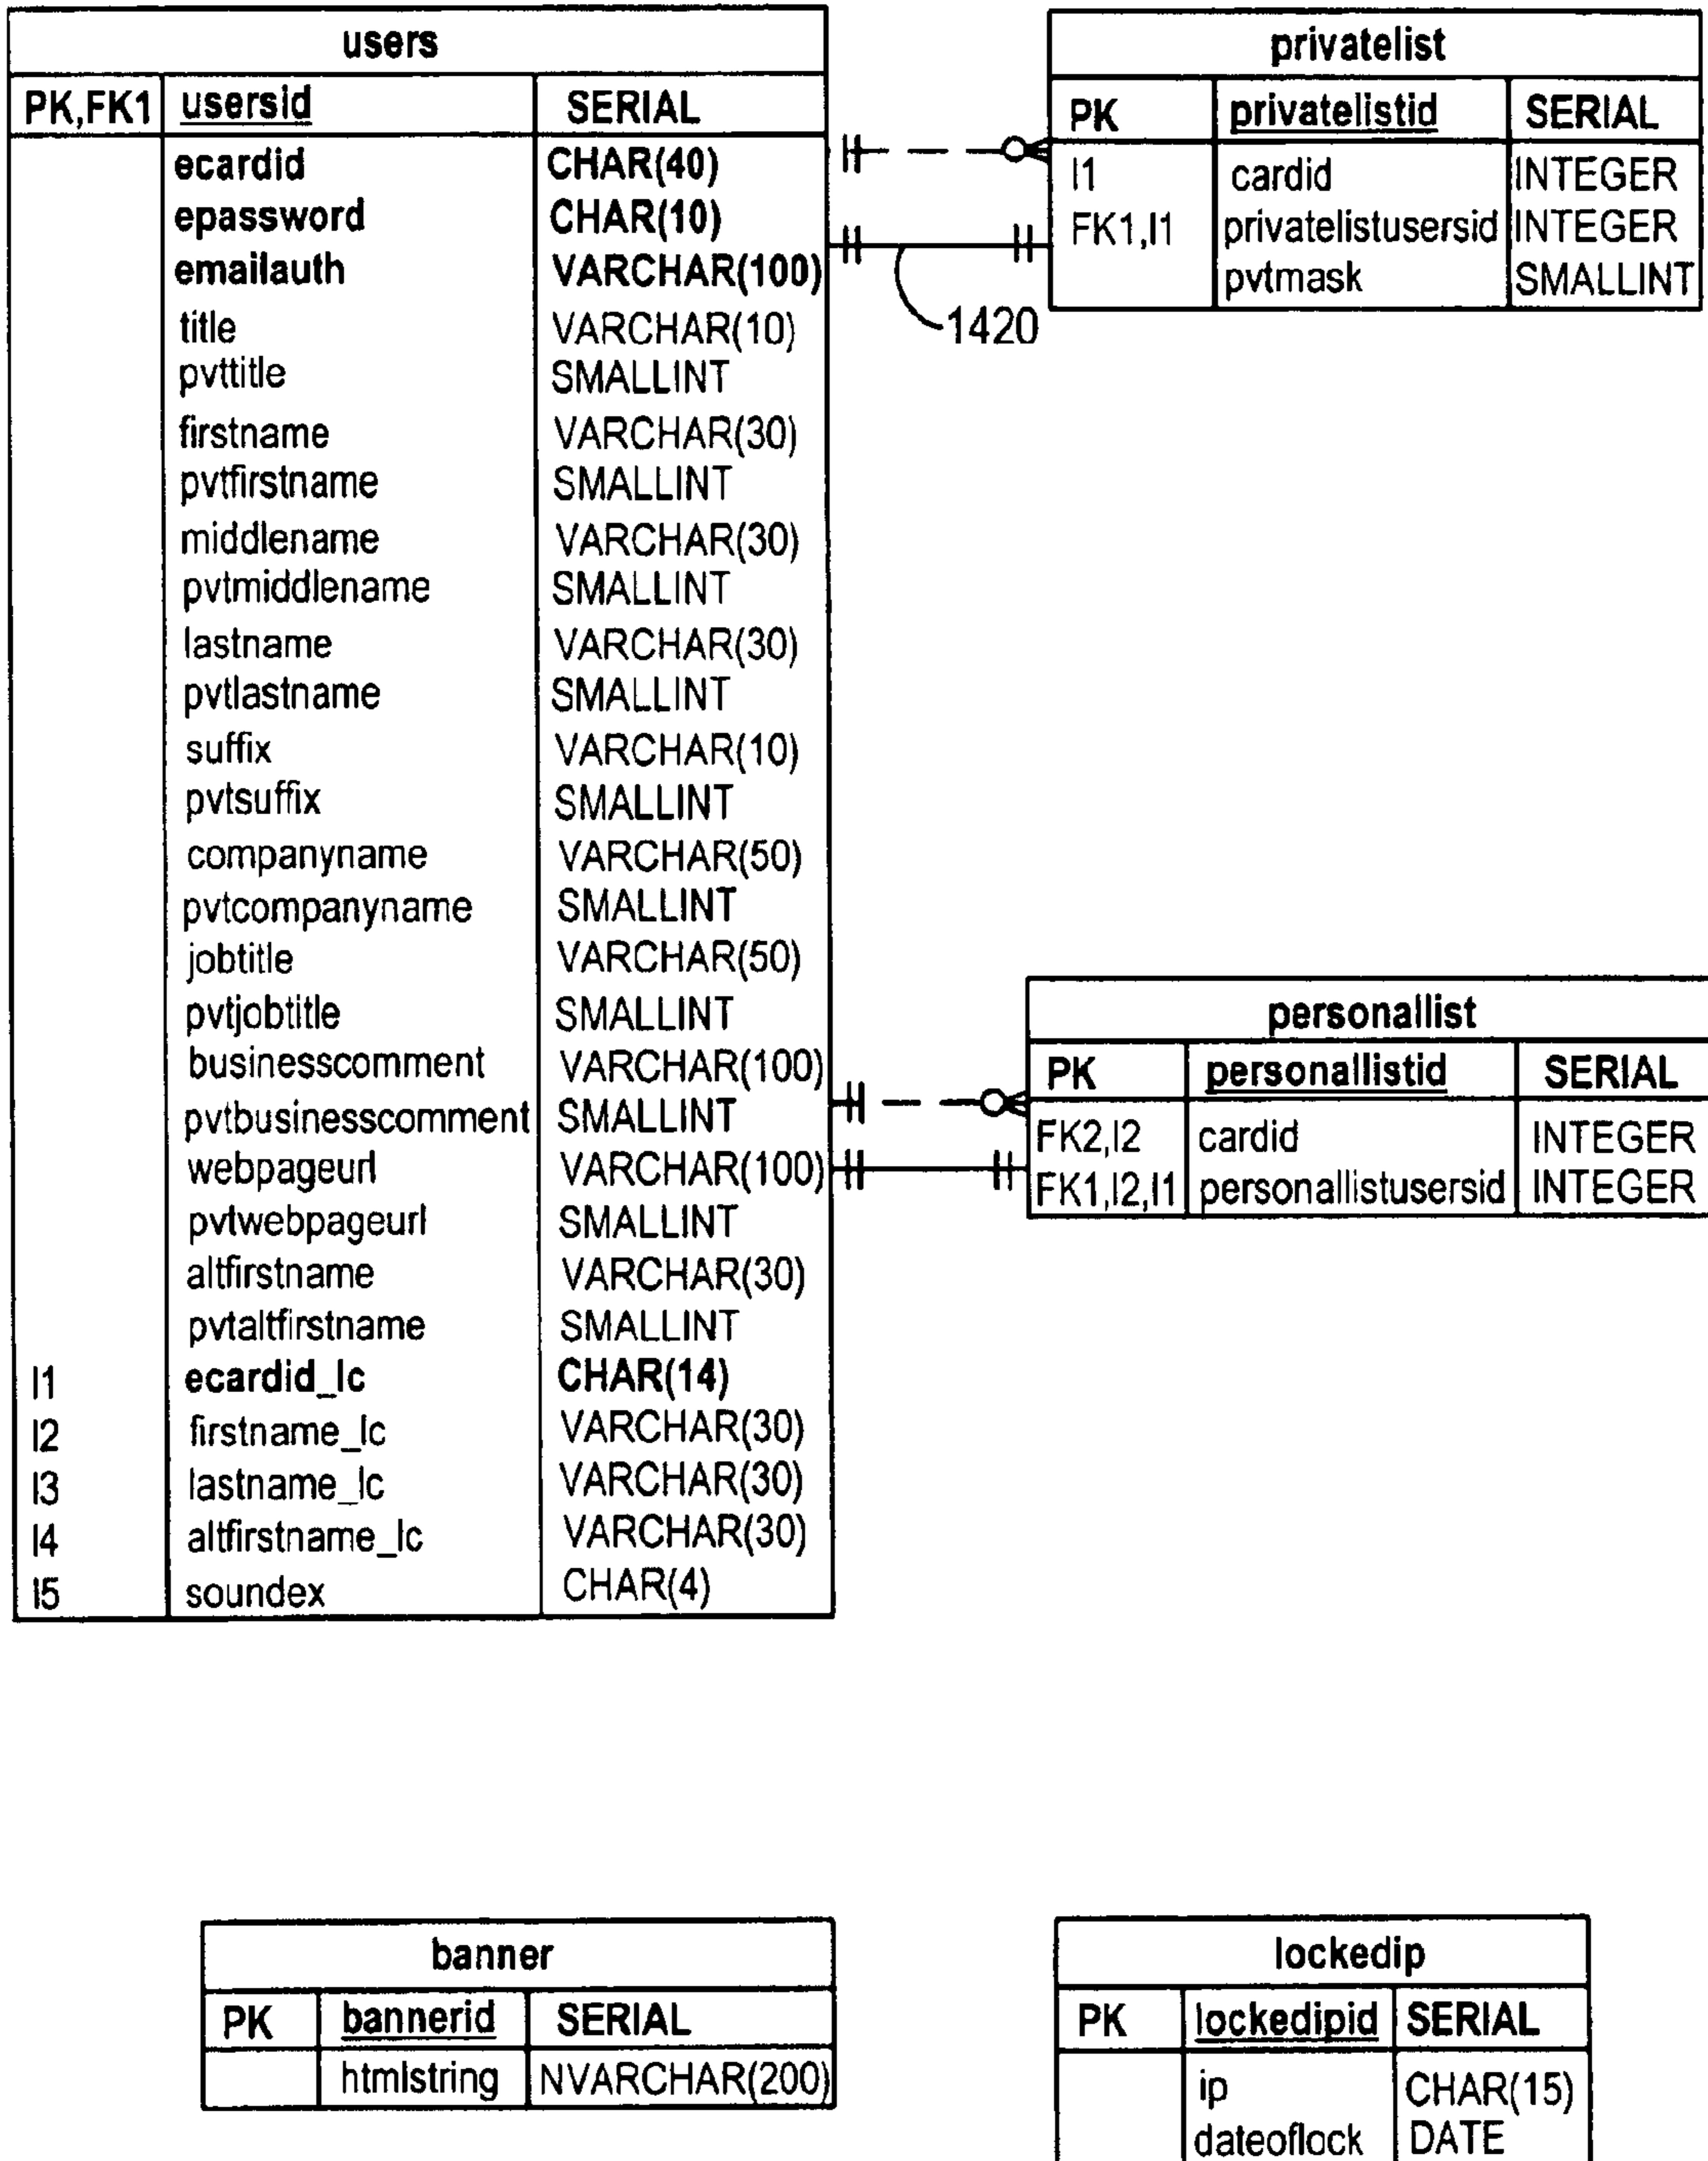 users
PK,FK1 usersid SERIAL
ecardid CHAR(40)
epassword CHAR(10)
emailauth VARCHAR(100)
title VARCHAR(10)
pvttitle SMALLINT
firstname VARCHAR(30)
pvtfirstname SMALLINT
middlename VARCHAR(30)
pvtmiddlename SMALLINT
lastname VARCHAR(30)
pvtlastname SMALLINT
suffix VARCHAR(10)
pvtsuffix SMALLINT
companyname VARCHAR(50)
pvtcompanyname SMALLINT
jobtitle VARCHAR(50)
pvtjobtitle SMALLINT
businesscomment VARCHAR(100)
pvtbusinesscomment SMALLINT
webpageurl VARCHAR(100)
pvtwebpageurl SMALLINT
altfirstname VARCHAR(30)
pvtaltfirstname SMALLINT
I1 ecardid_lc CHAR(14)
I2 firstname_lc VARCHAR(30)
I3 lastname_lc VARCHAR(30)
I4 altfirstname_lc VARCHAR(30)
I5 soundex CHAR(4)
privatelist
PK privatelistid SERIAL
I1 cardid INTEGER
FK1,I1 privatelistusersid INTEGER
pvtmask SMALLINT
1420
personallist
PK personallistid SERIAL
FK2,I2 cardid INTEGER
FK1,I2,I1 personallistusersid INTEGER
banner
PK bannerid SERIAL
htmlstring NVARCHAR(200)
lockedip
PK lockedipid SERIAL
ip CHAR(15)
dateoflock DATE